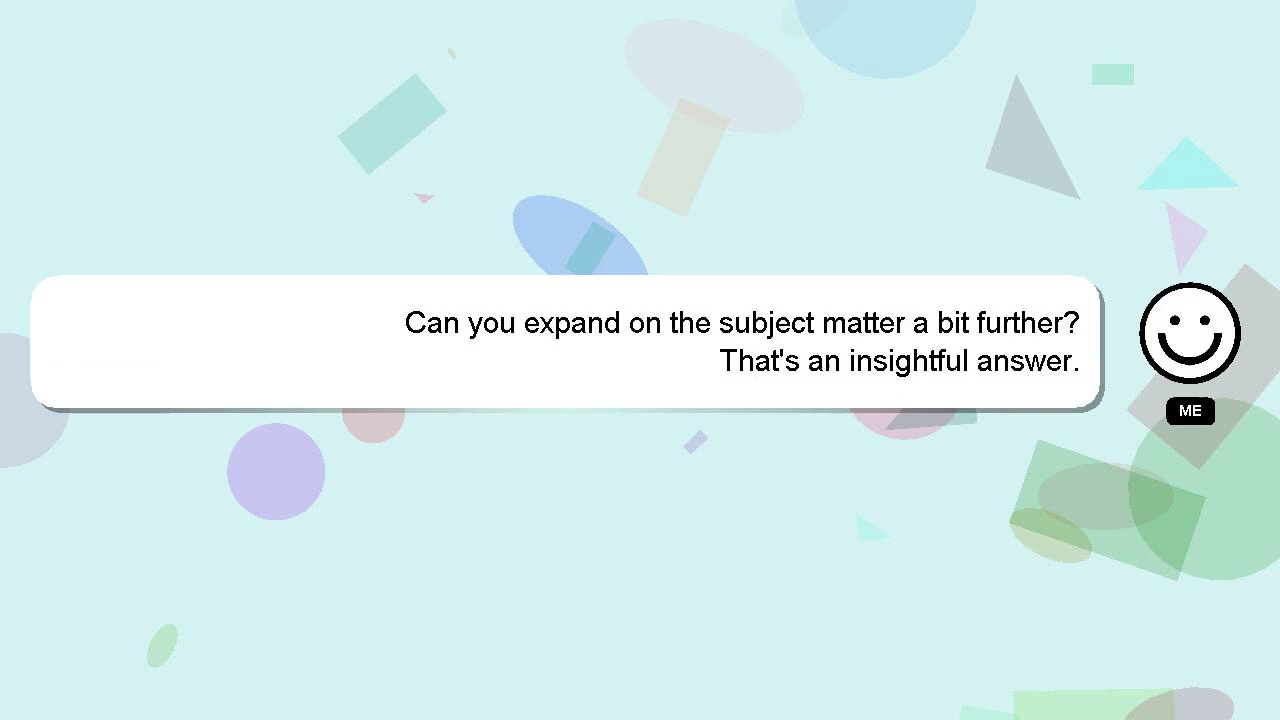 Can you expand on the subject matter a bit further?
That's an insightful answer.
ME